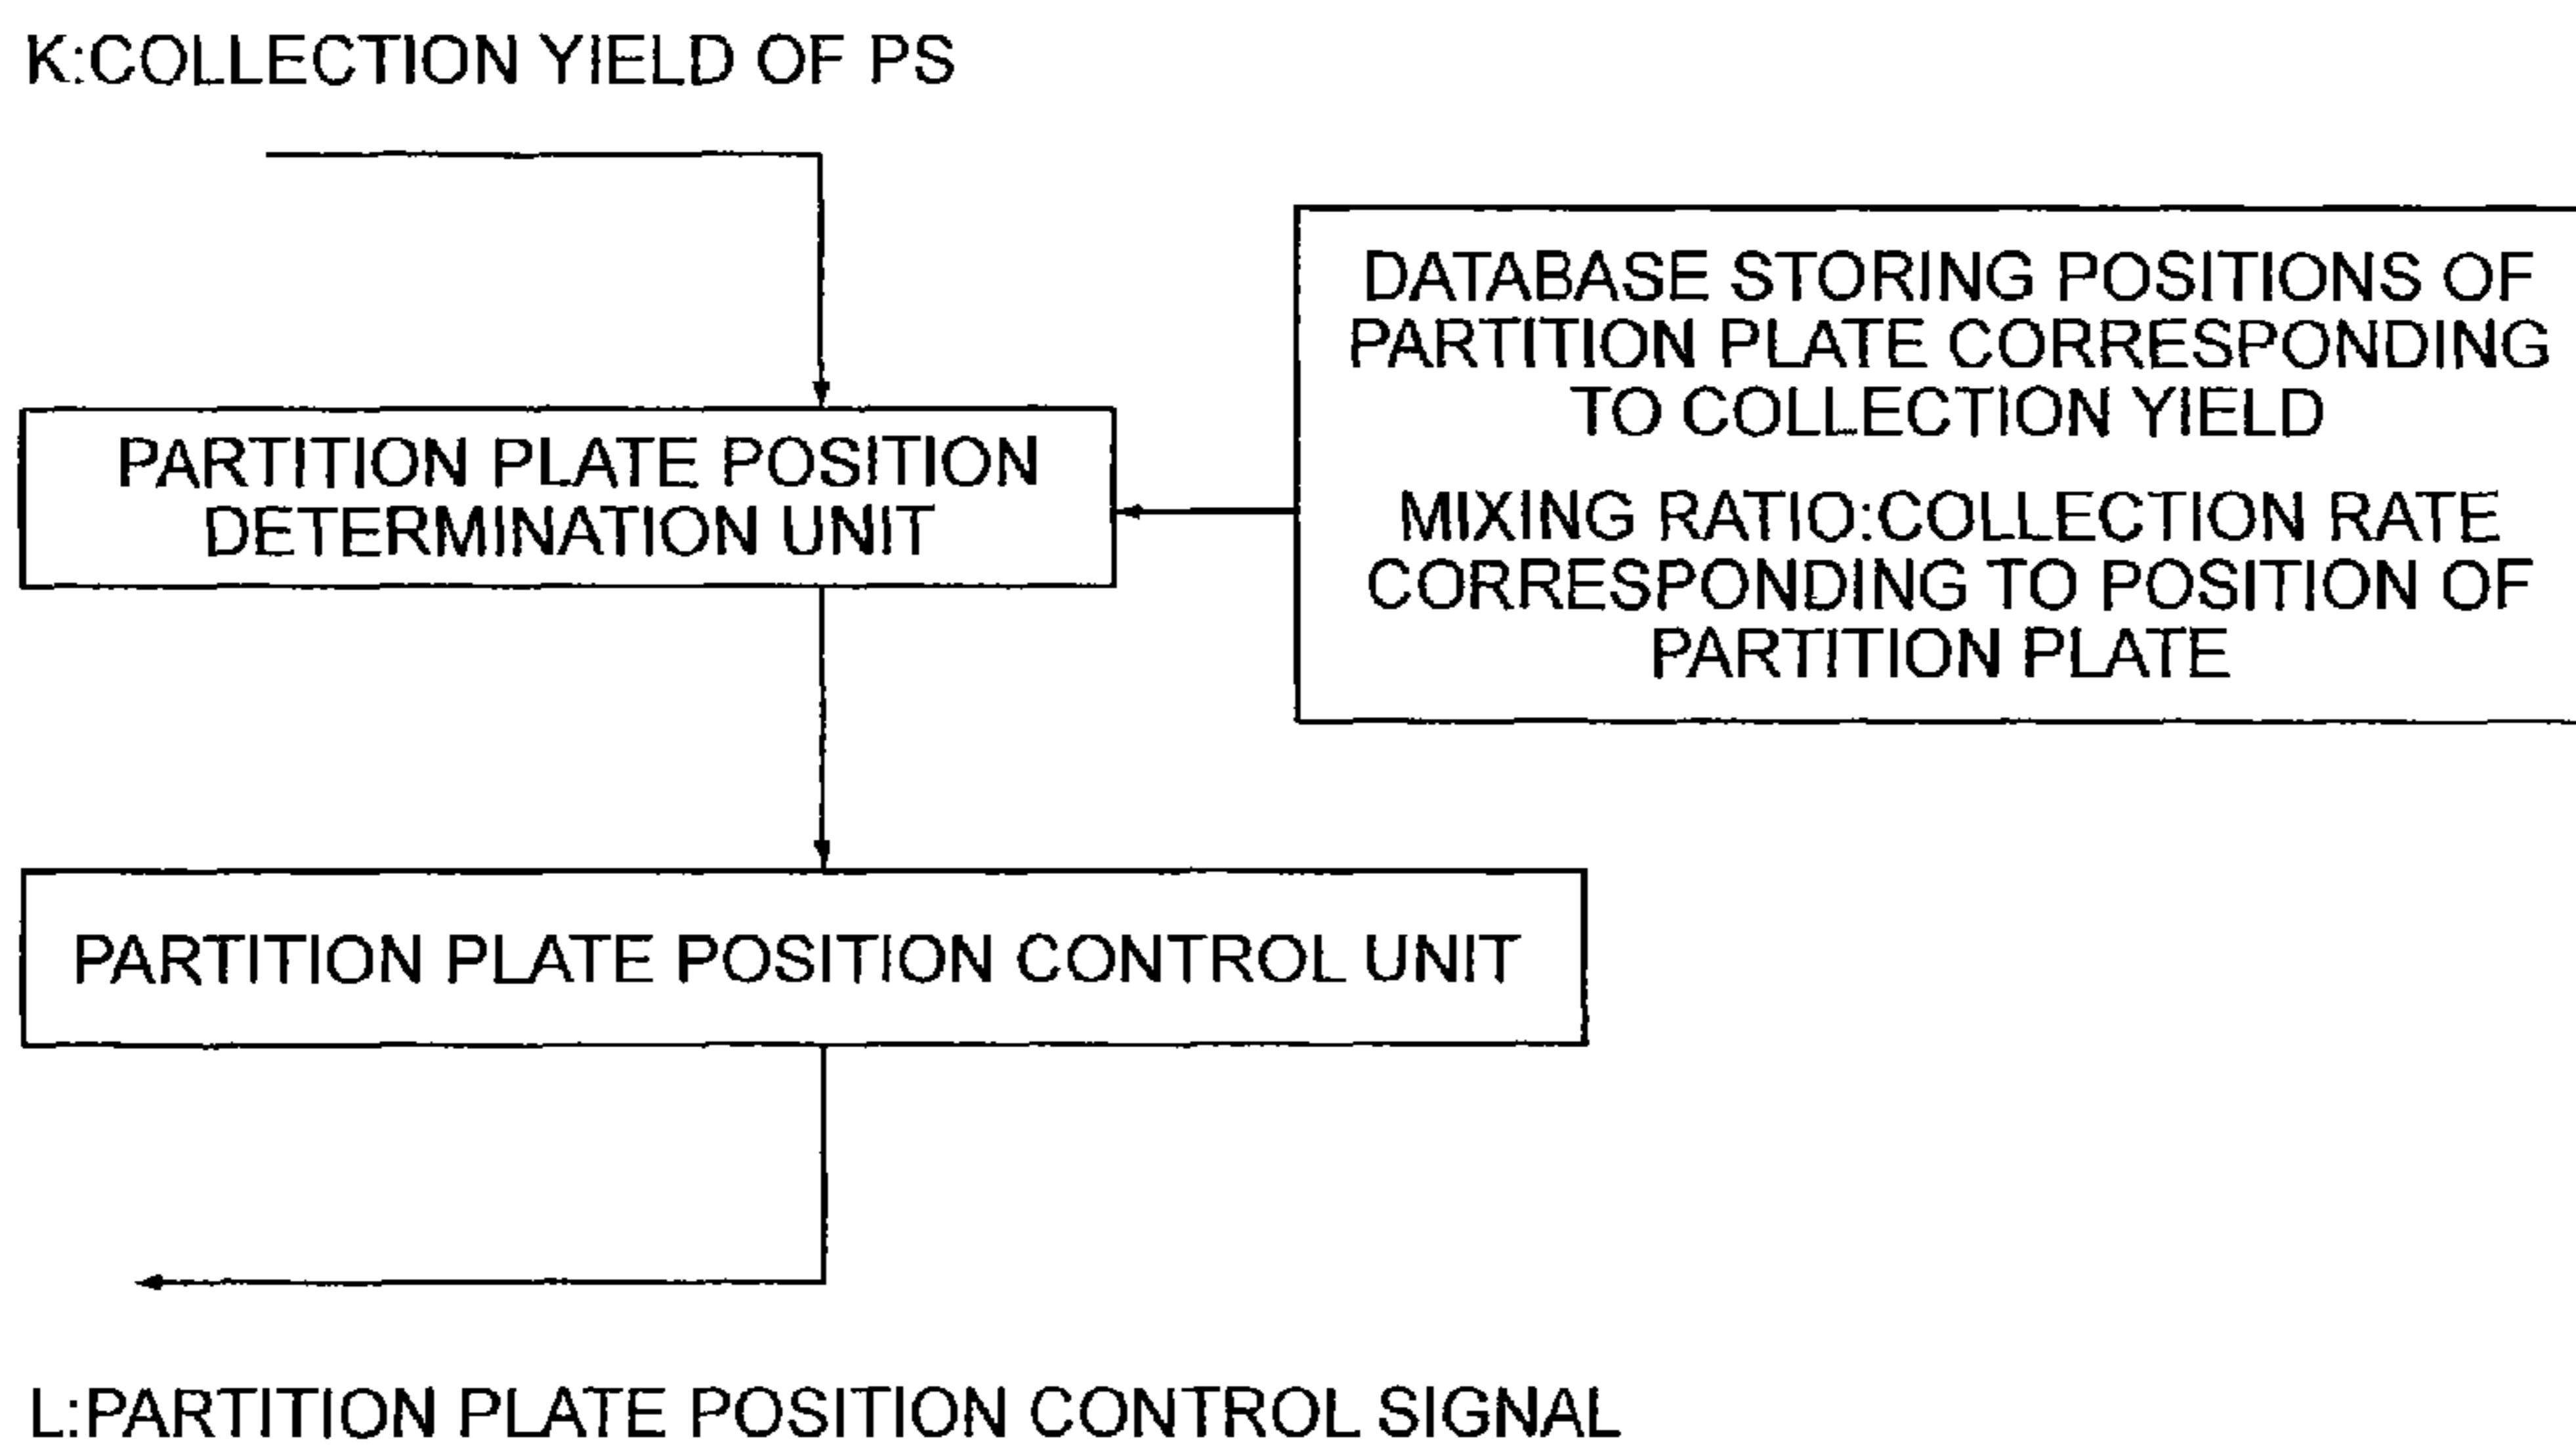 K:COLLECTION YIELD OF PS
DATABASE STORING POSITIONS OF
PARTITION PLATE CORRESPONDING
TO COLLECTION YIELD
MIXING RATIO:COLLECTION RATE
CORRESPONDING TO POSITION OF
PARTITION PLATE
PARTITION PLATE POSITION
DETERMINATION UNIT
PARTITION PLATE POSITION CONTROL UNIT
L:PARTITION PLATE POSITION CONTROL SIGNAL